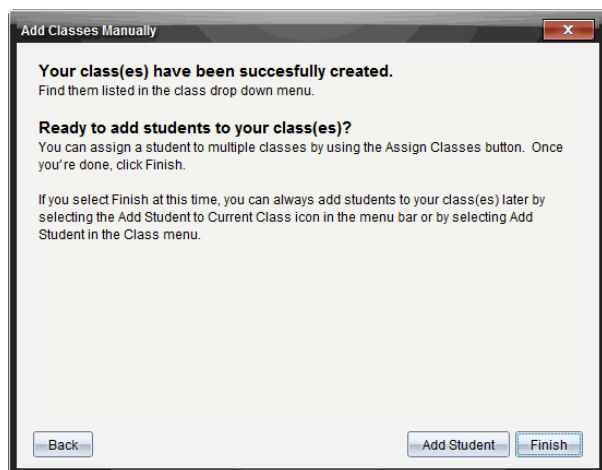 Add Classes Manually
x
Your class(es) have been succesfully created.
Find them listed in the class drop down menu.
Ready to add students to your class(es)?
You can assign a student to multiple classes by using the Assign Classes button. Once
you're done, click Finish.
If you select Finish at this time, you can always add students to your class(es) later by
selecting the Add Student to Current Class icon in the menu bar or by selecting Add
Student in the Class menu.
Back Add Student Finish